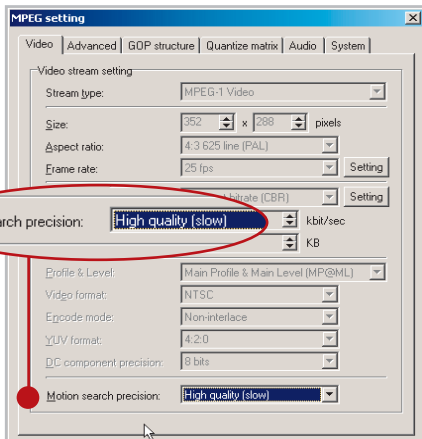 MPEG setting
Video Advanced GOP structure Quantize matrix Audio System
Video stream setting
Stream type: MPEG-1 Video
Size: 352 x 288 pixels
Aspect ratio: 4:3 625 line (PAL)
Frame rate: 25 fps Setting
bitrate (CBR) Setting
arch precision: High quality (slow) kbit/sec
KB
Profile & Level: Main Profile & Main Level (MP@ML)
Video format: NTSC
Encode mode: Non-interlace
YUV format: 4:2:0
DC component precision: 8 bits
Motion search precision: High quality (slow)